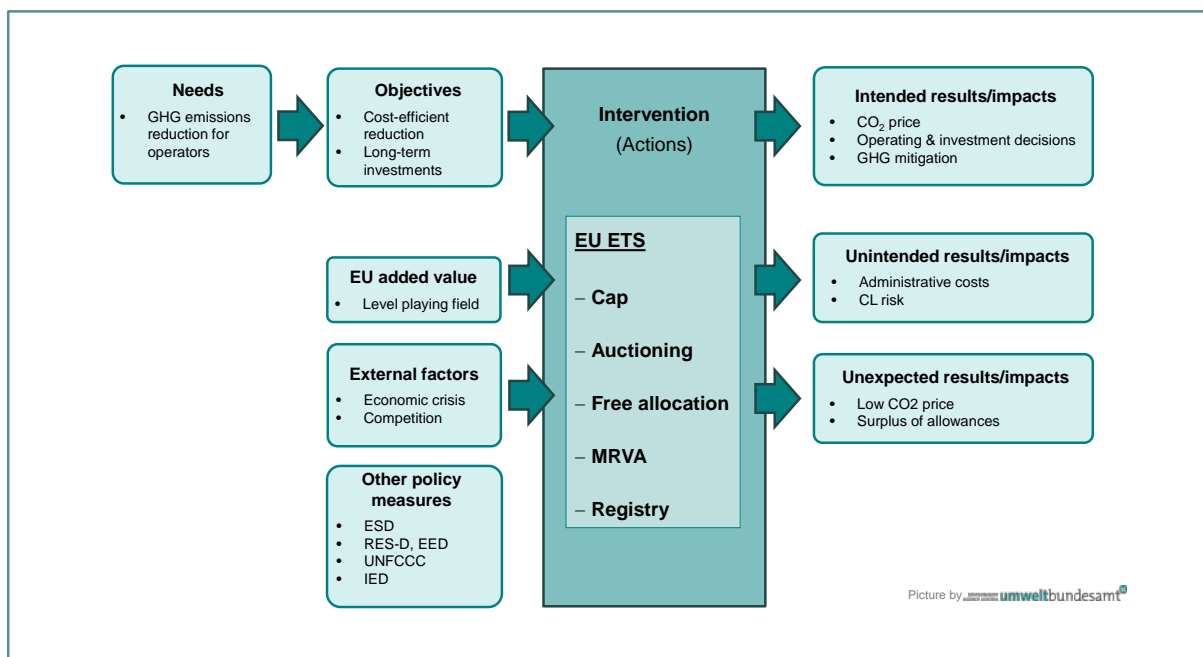 Needs
• GHG emissions
reduction for
operators
Objectives
• Cost-efficient
reduction
• Long-term
investments
EU added value
• Level playing field
External factors
• Economic crisis
• Competition
Other policy
measures
• ESD
• RES-D, EED
• UNFCCC
• IED
Intervention
(Actions)
EU ETS
– Cap
– Auctioning
– Free allocation
– MRVA
– Registry
Intended results/impacts
• CO₂ price
• Operating & investment decisions
• GHG mitigation
Unintended results/impacts
• Administrative costs
• CL risk
Unexpected results/impacts
• Low CO2 price
• Surplus of allowances
Picture by umweltbundesamt